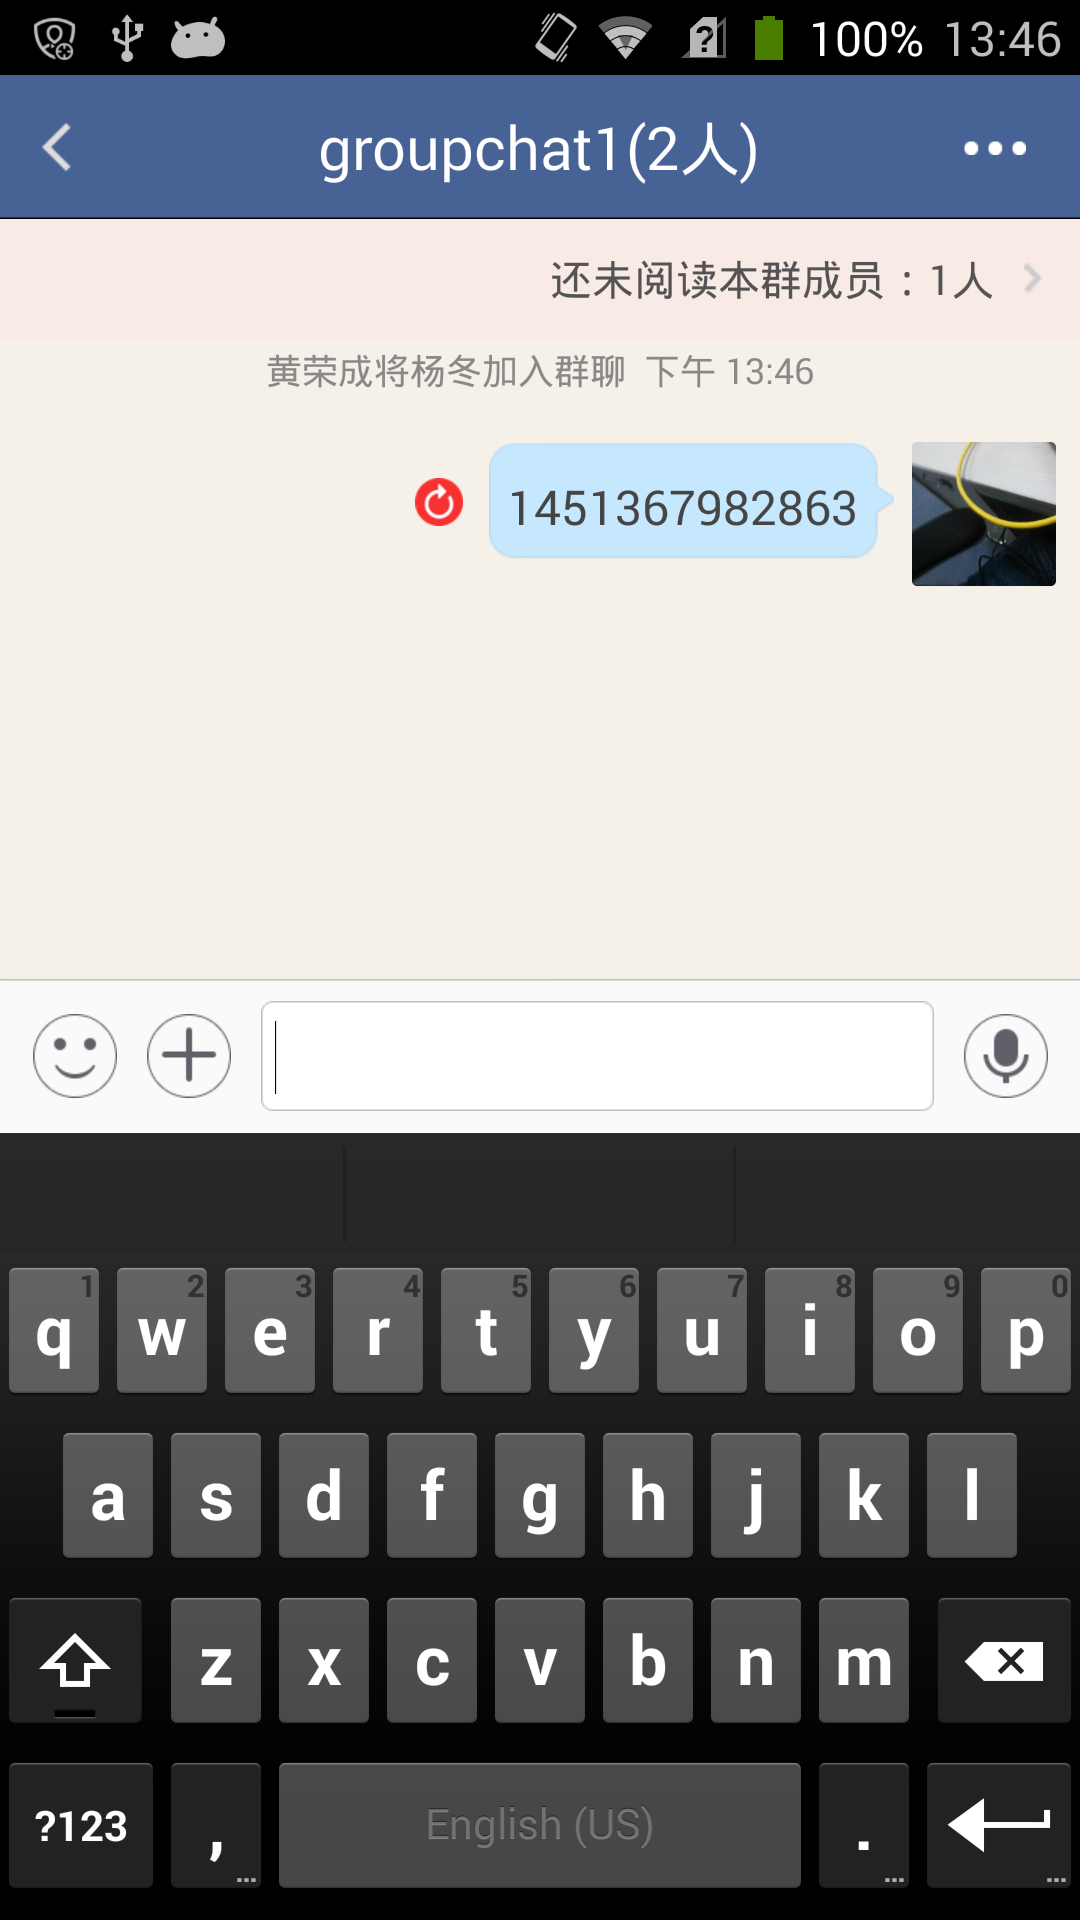 100% 13:46
groupchat1(2人)
还未阅读本群成员：1人
黄荣成将杨冬加入群聊 下午 13:46
1451367982863
1 2 3 4 5 6 7 8 9 0
q w e r t y u i o p
a s d f g h j k l
z x c v b n m
?123 , English (US) .